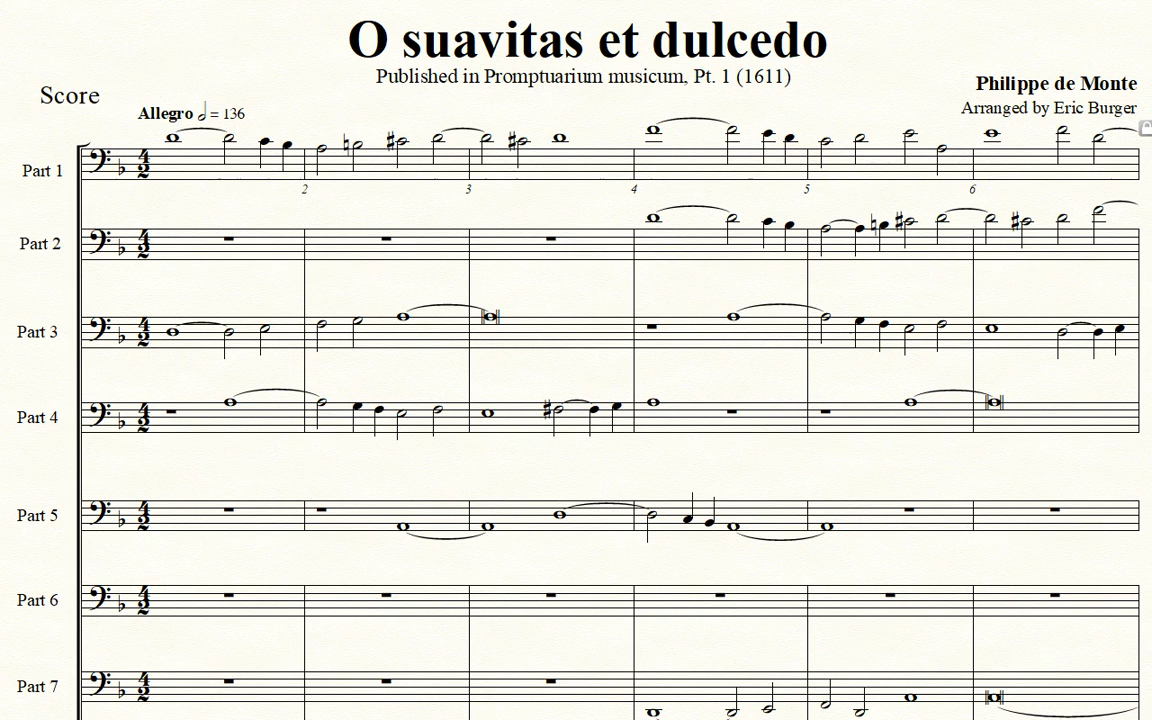 O suavitas et dulcedo
Published in Promptuarium musicum, Pt. 1 (1611)
Score
Philippe de Monte
Arranged by Eric Burger
Allegro 𝅗𝅥 = 136
Part 1
2 3 4 5 6
Part 2
Part 3
Part 4
Part 5
Part 6
Part 7